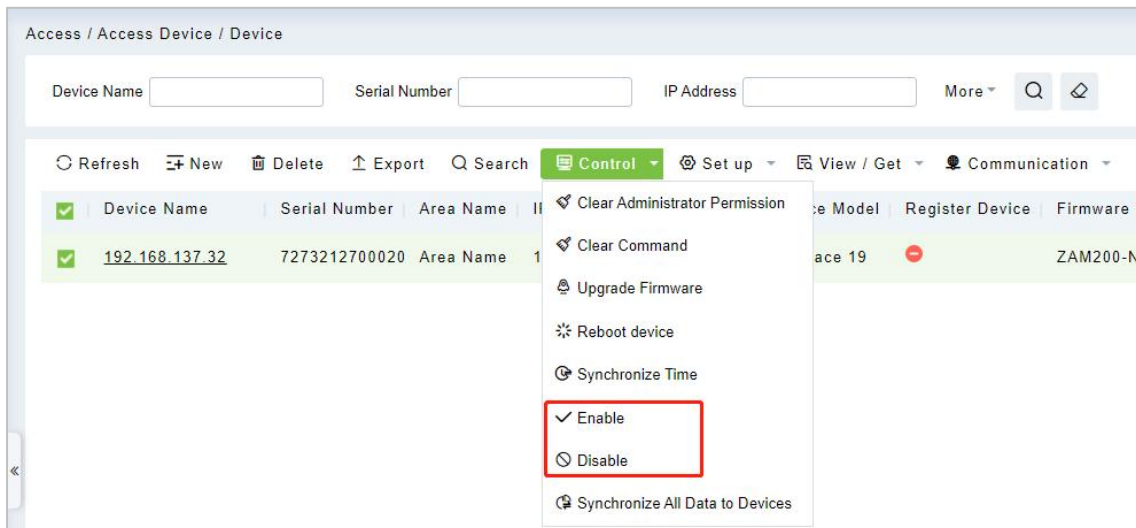 Access / Access Device / Device
Device Name Serial Number IP Address More
Refresh New Delete Export Search Control Set up View / Get Communication
Device Name Serial Number Area Name Model Register Device Firmware
192.168.137.32 7273212700020 Area Name 19 ZAM200-N
Clear Administrator Permission
Clear Command
Upgrade Firmware
Reboot device
Synchronize Time
Enable
Disable
Synchronize All Data to Devices